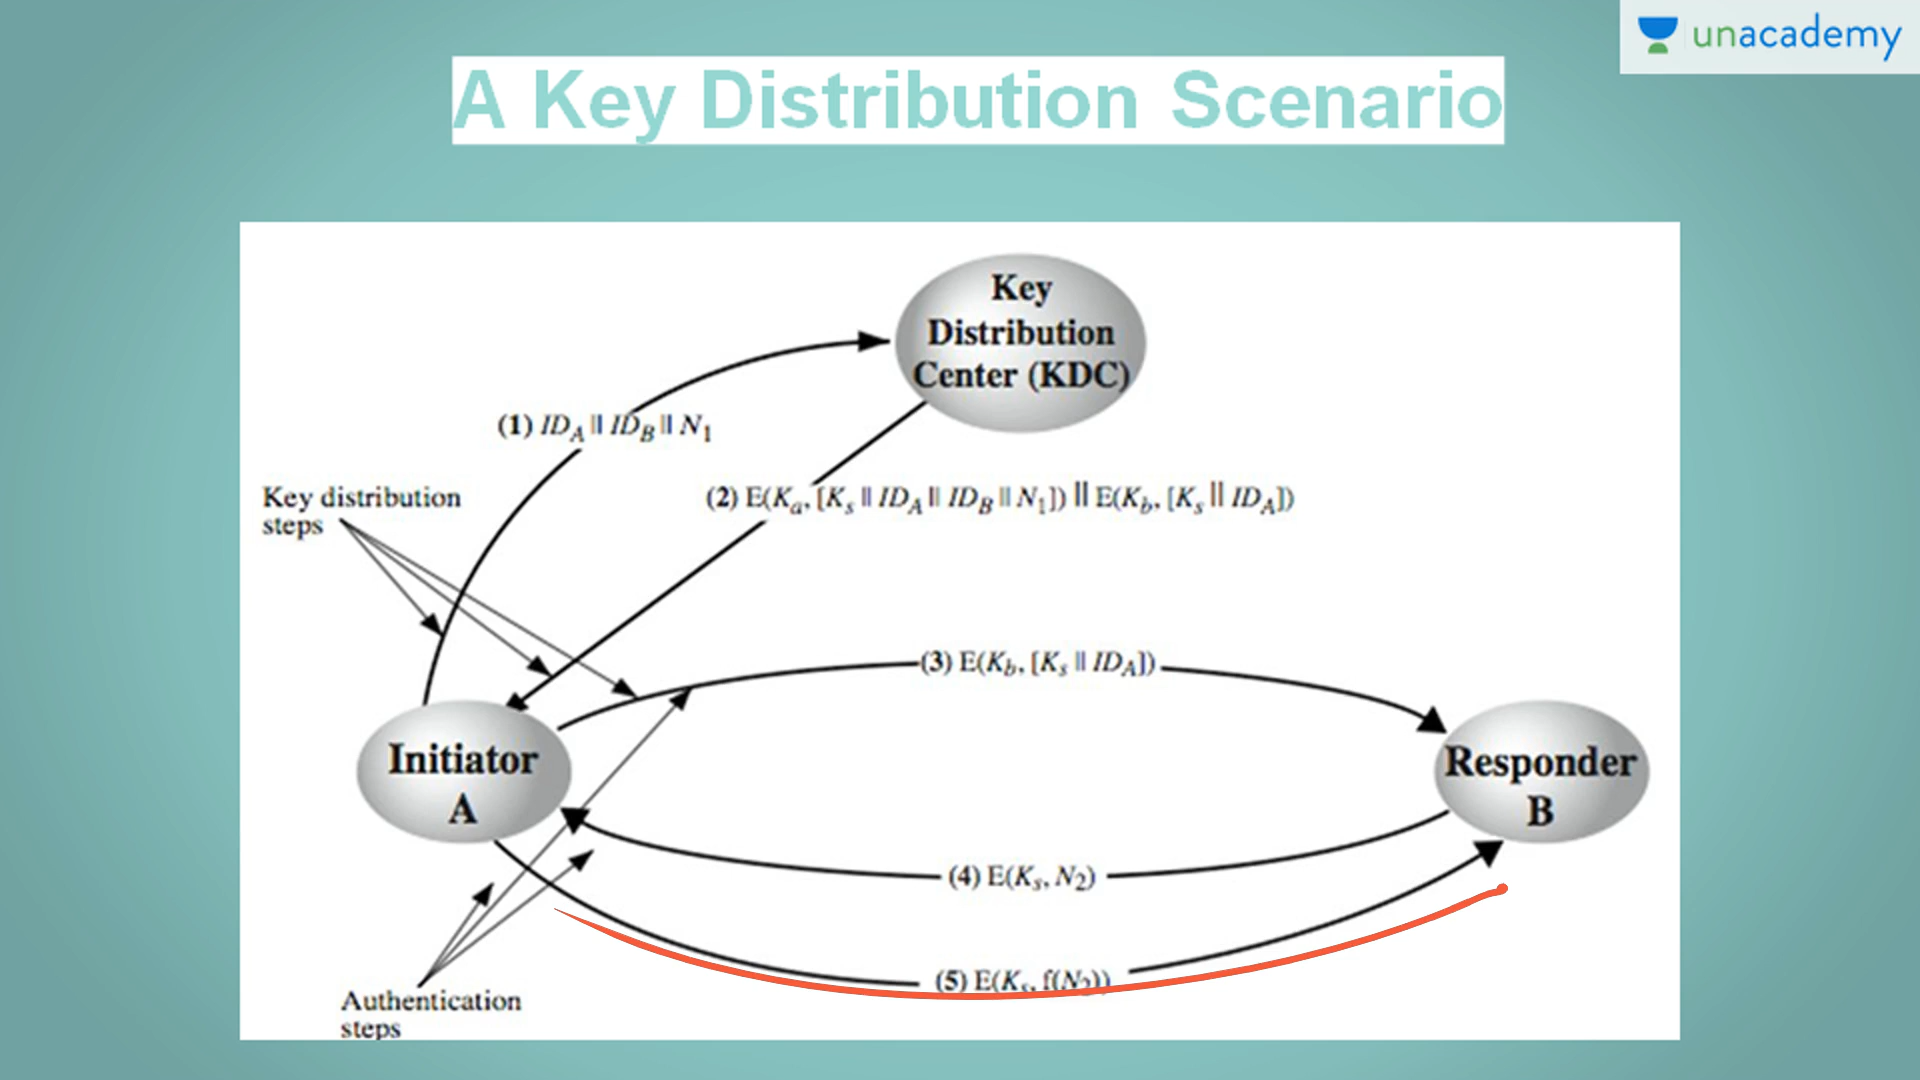 unacademy
A Key Distribution Scenario
Key
Distribution
Center (KDC)
(1) ID_A || ID_B || N_1
Key distribution
steps
(2) E(K_a, [K_s || ID_A || ID_B || N_1]) || E(K_b, [K_s || ID_A])
(3) E(K_b, [K_s || ID_A])
Initiator
A
Responder
B
(4) E(K_s, N_2)
(5) E(K_s, f(N_2))
Authentication
steps